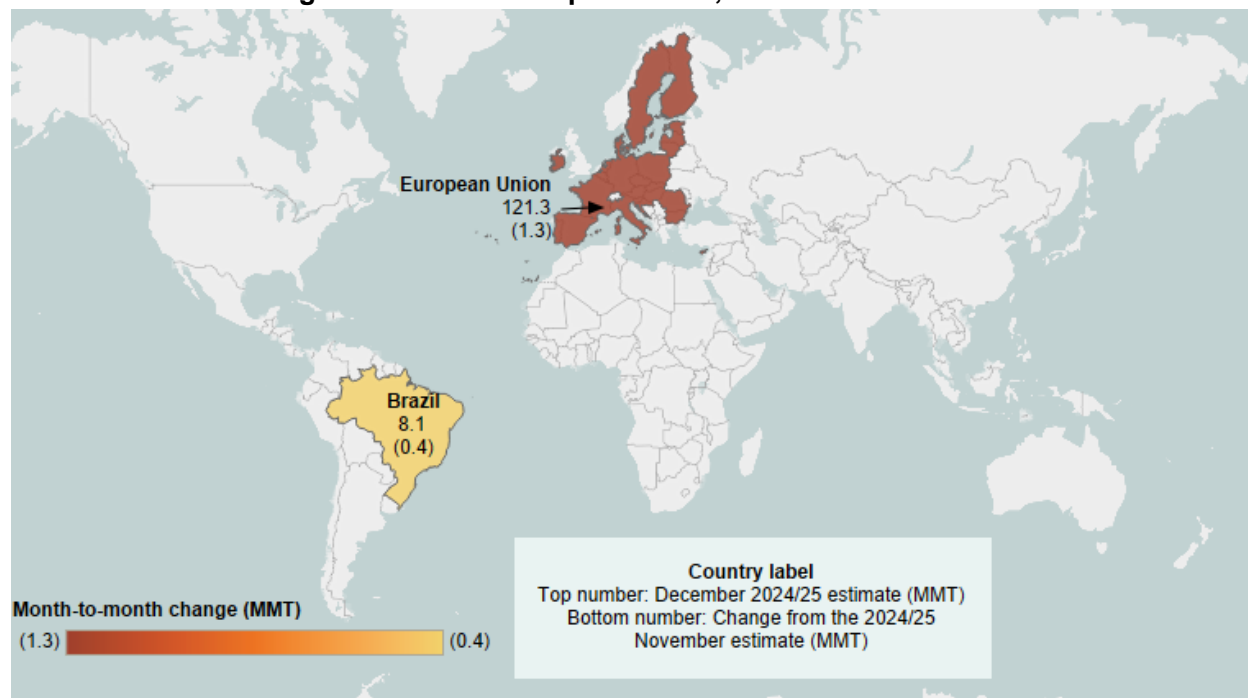 European Union
121.3
(1.3)
Brazil
8.1
(0.4)
Country label
Top number: December 2024/25 estimate (MMT)
Bottom number: Change from the 2024/25
November estimate (MMT)
Month-to-month change (MMT)
(1.3) (0.4)